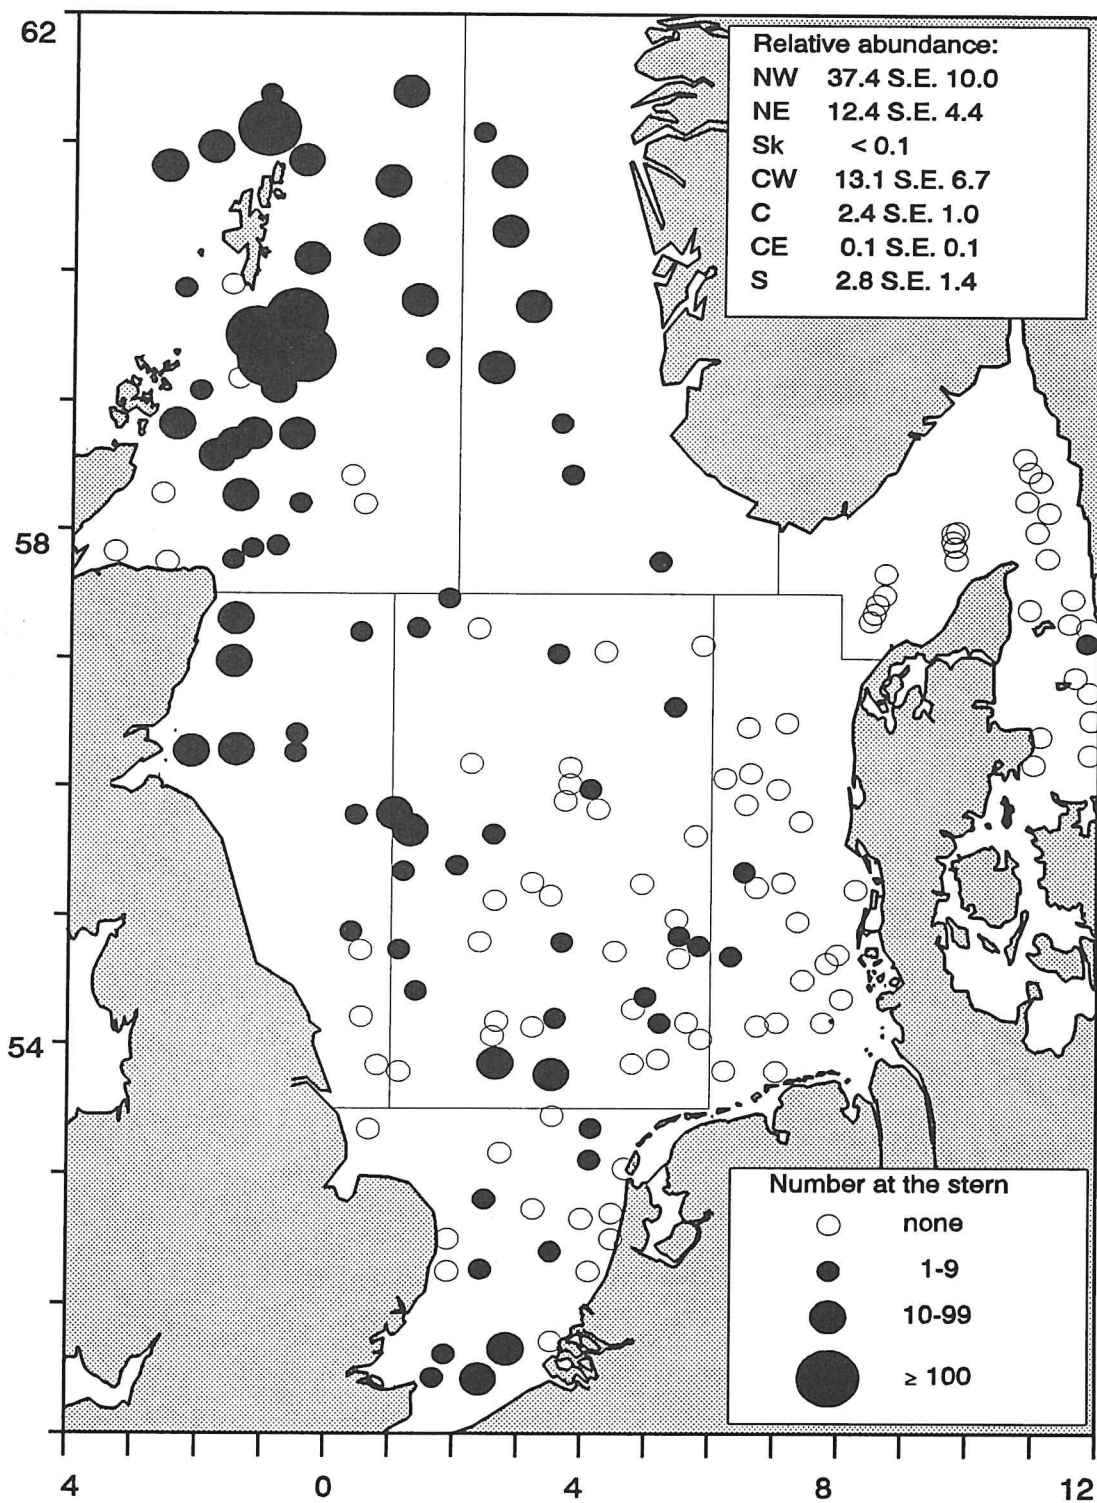 62
58
54
4 0 4 8 12
Relative abundance:
NW 37.4 S.E. 10.0
NE 12.4 S.E. 4.4
Sk < 0.1
CW 13.1 S.E. 6.7
C 2.4 S.E. 1.0
CE 0.1 S.E. 0.1
S 2.8 S.E. 1.4
Number at the stern
none
1-9
10-99
≥ 100